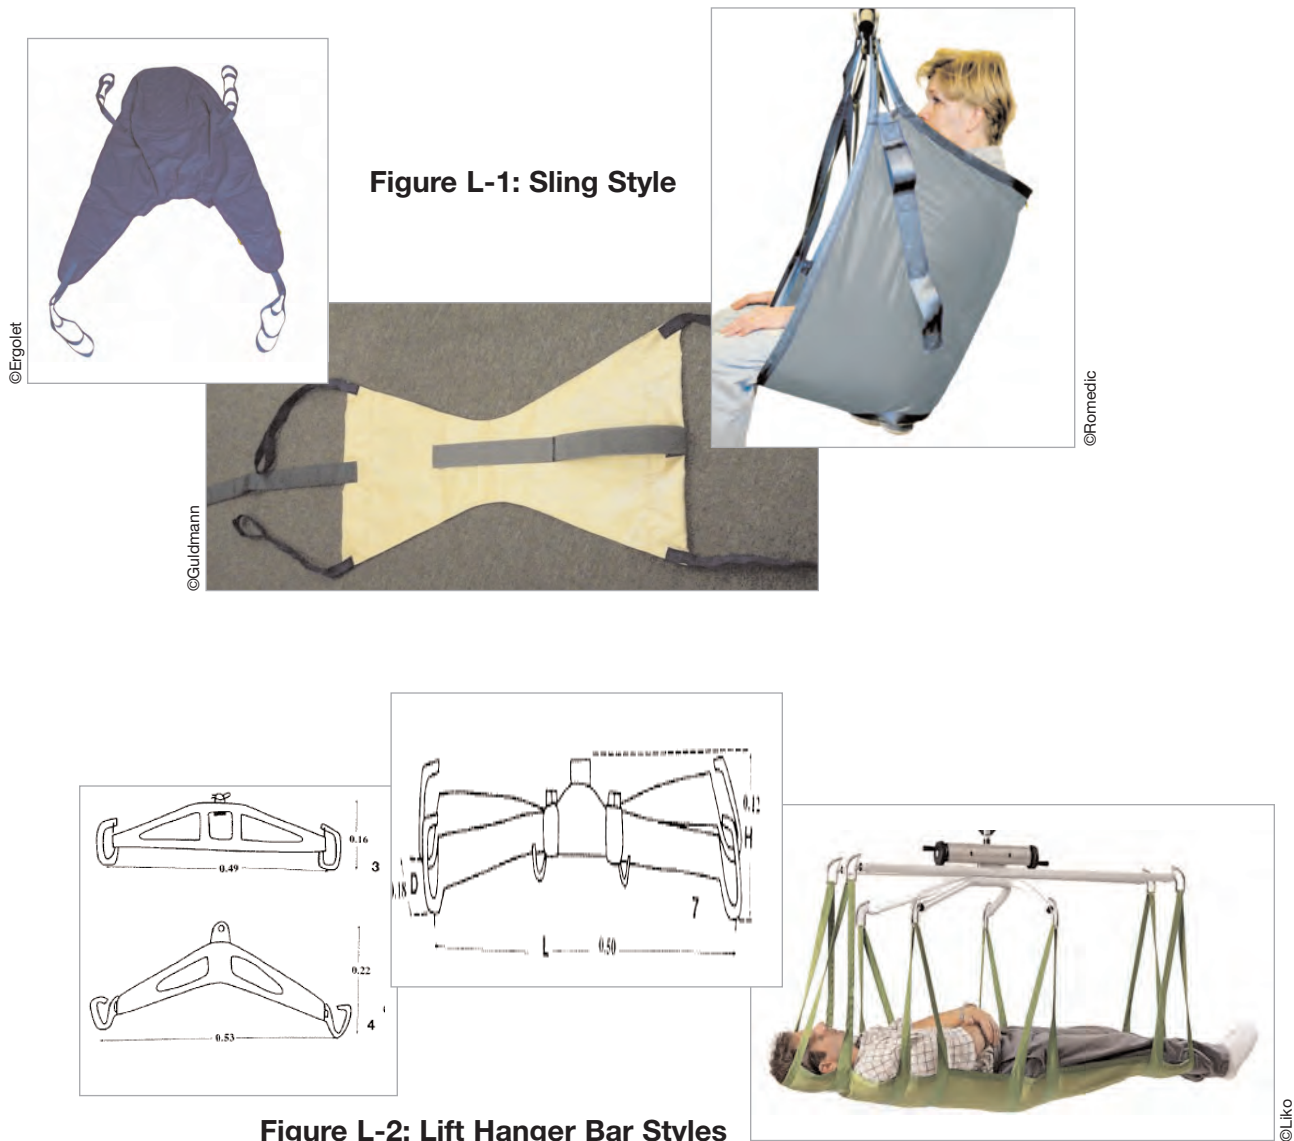 ©Ergolet
Figure L-1: Sling Style
©Romedic
©Guldmann
0.16
3
0.49
0.22
4
0.53
0.12
H
D
7
L 0.50
Figure L-2: Lift Hanger Bar Styles
©Liko